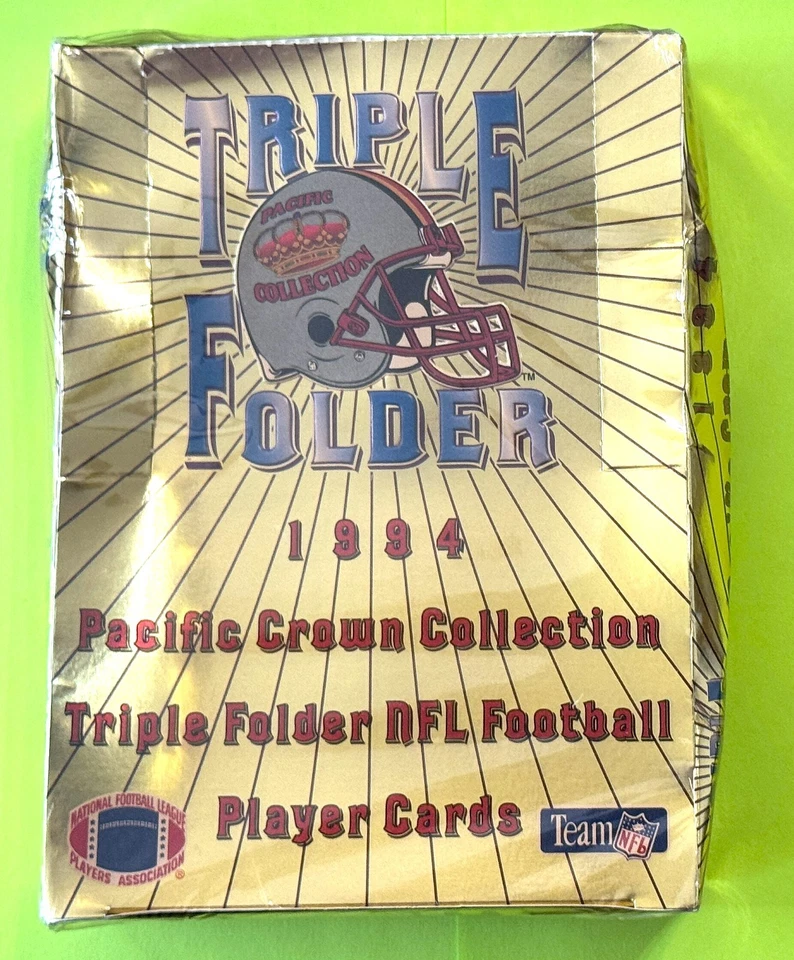 TRIPLE
PACIFIC
COLLECTION
TM
FOLDER
1994
Pacific Crown Collection
Triple Folder NFL Football
Player Cards
NATIONAL FOOTBALL LEAGUE
PLAYERS ASSOCIATION®
Team NFL